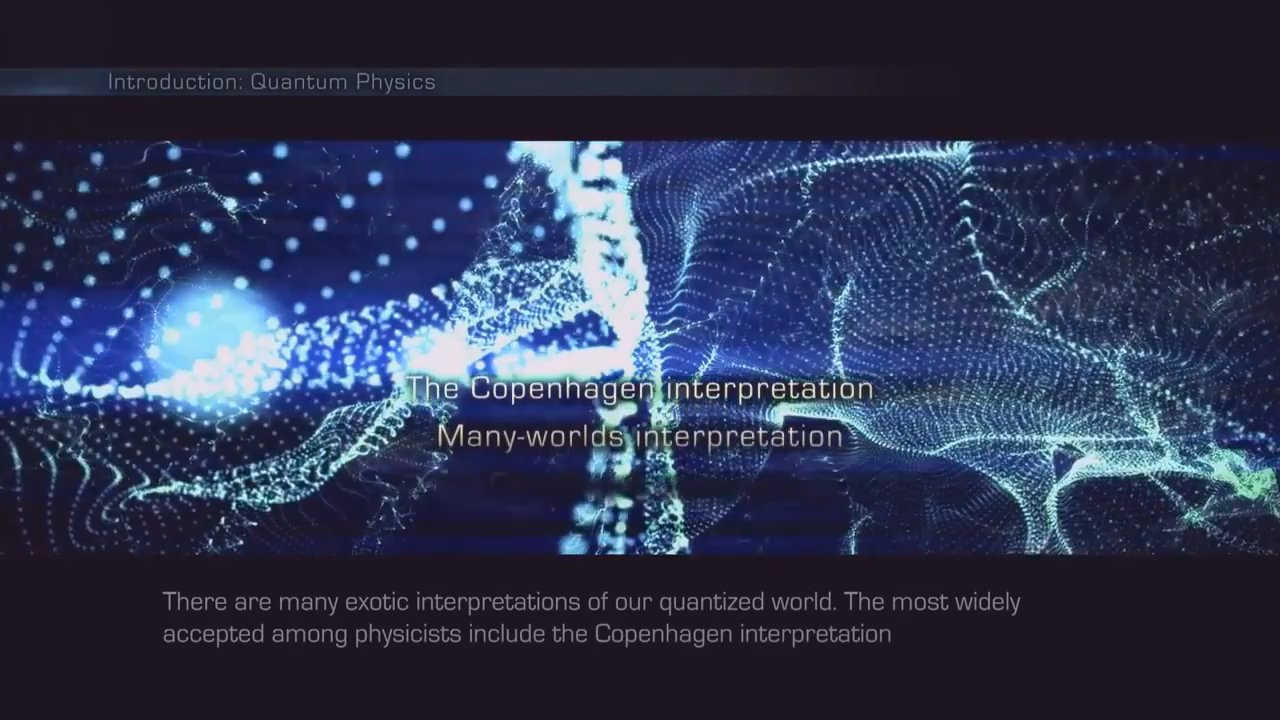 Introduction: Quantum Physics
The Copenhagen interpretation
Many-worlds interpretation
There are many exotic interpretations of our quantized world. The most widely
accepted among physicists include the Copenhagen interpretation